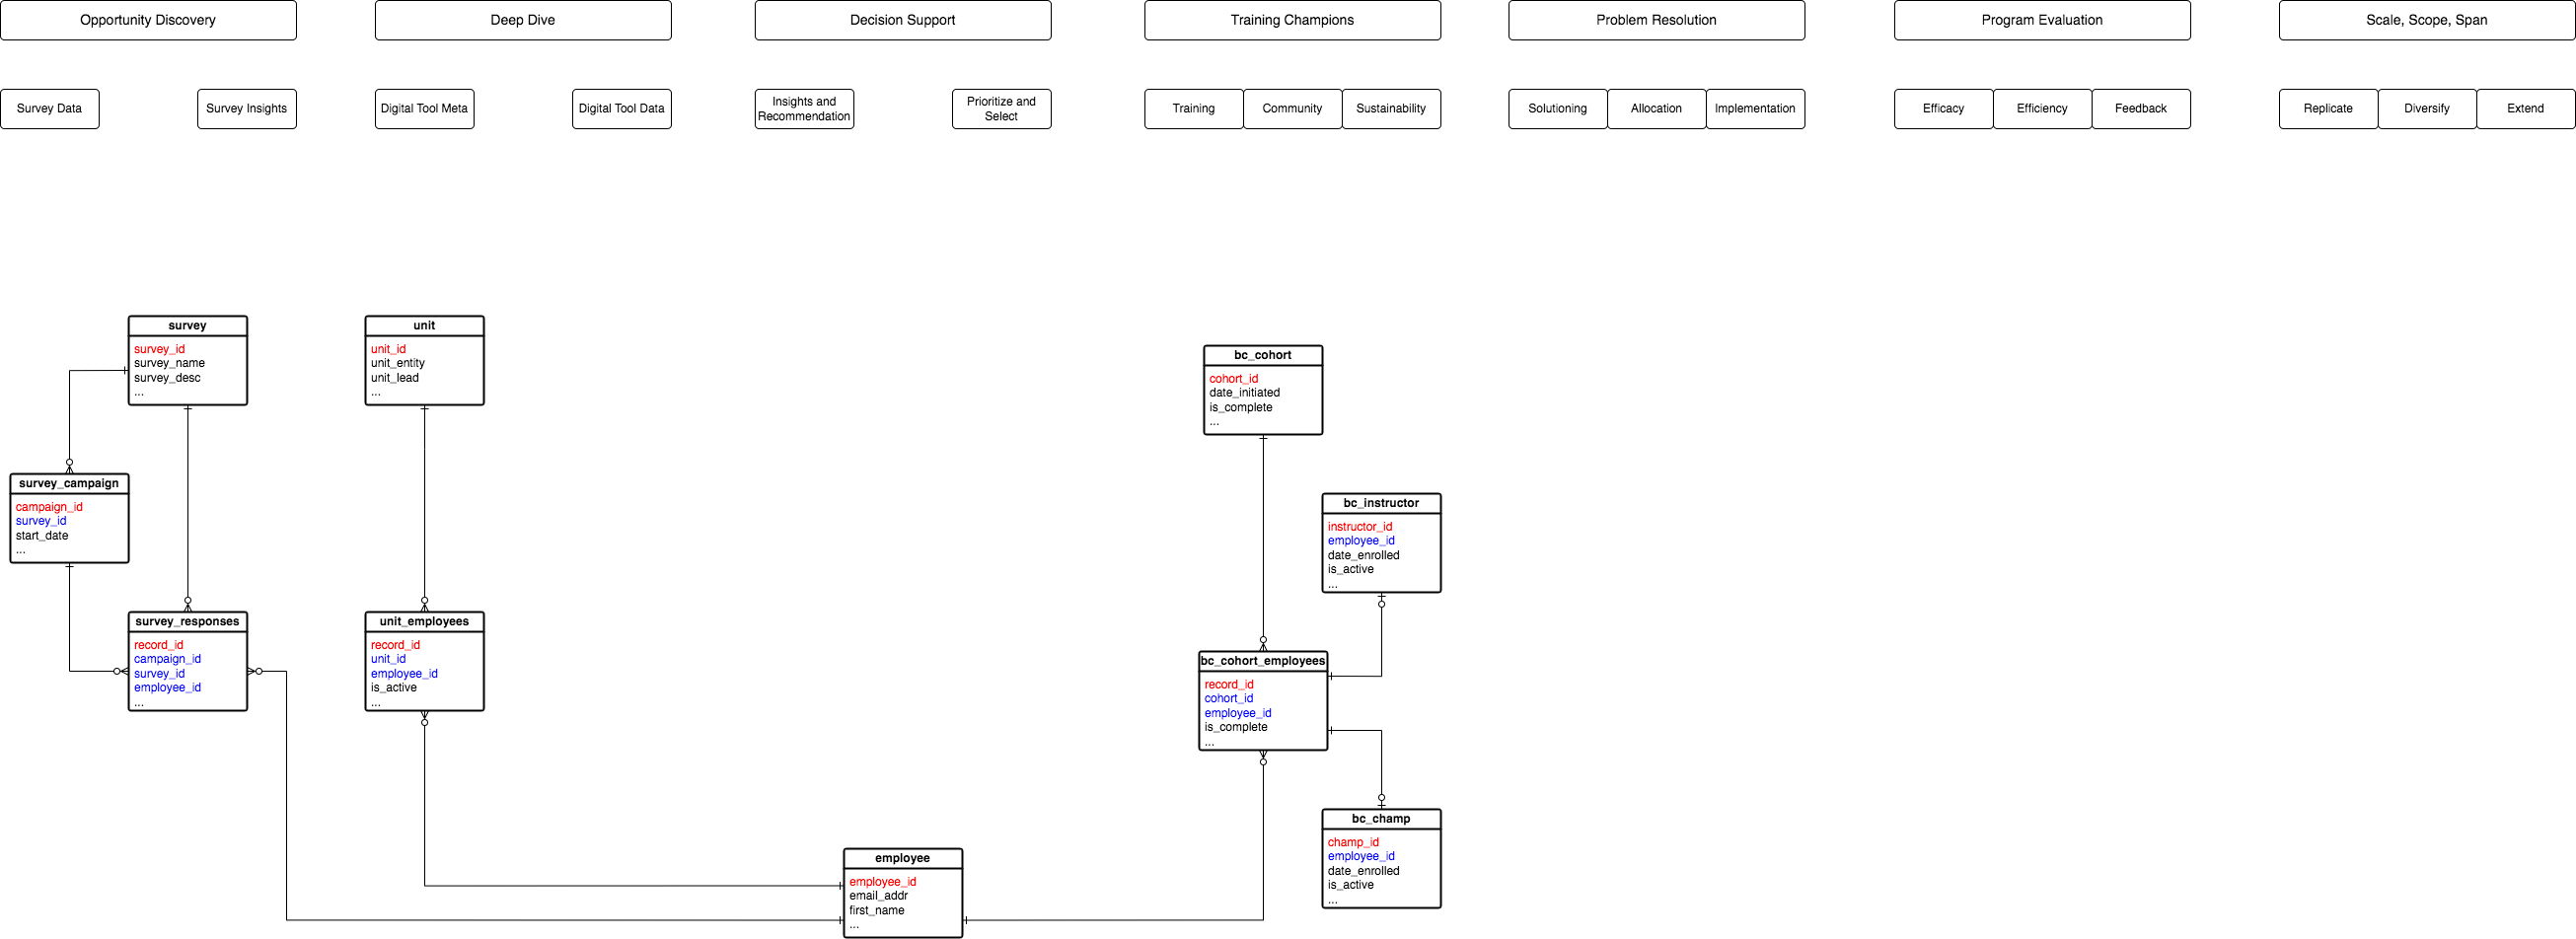 Opportunity Discovery
Deep Dive
Decision Support
Training Champions
Problem Resolution
Program Evaluation
Scale, Scope, Span
Survey Data
Survey Insights
Digital Tool Meta
Digital Tool Data
Insights and
Recommendation
Prioritize and
Select
Training
Community
Sustainability
Solutioning
Allocation
Implementation
Efficacy
Efficiency
Feedback
Replicate
Diversify
Extend
survey
survey_id
survey_name
survey_desc
...
unit
unit_id
unit_entity
unit_lead
...
bc_cohort
cohort_id
date_initiated
is_complete
...
survey_campaign
campaign_id
survey_id
start_date
...
bc_instructor
instructor_id
employee_id
date_enrolled
is_active
...
survey_responses
record_id
campaign_id
survey_id
employee_id
...
unit_employees
record_id
unit_id
employee_id
is_active
...
bc_cohort_employees
record_id
cohort_id
employee_id
is_complete
...
employee
employee_id
email_addr
first_name
...
bc_champ
champ_id
employee_id
date_enrolled
is_active
...